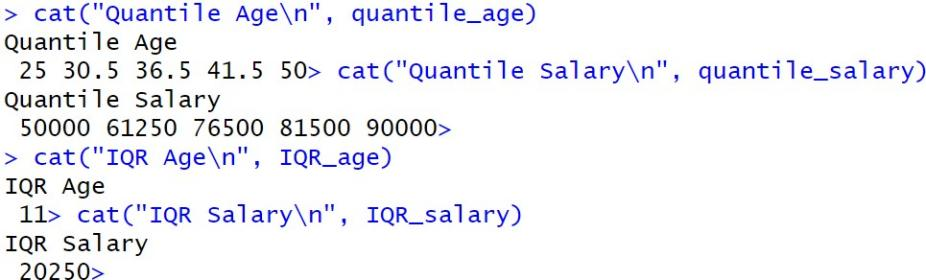 > cat("Quantile Age\n", quantile_age)
Quantile Age
 25 30.5 36.5 41.5 50> cat("Quantile Salary\n", quantile_salary)
Quantile Salary
 50000 61250 76500 81500 90000>
> cat("IQR Age\n", IQR_age)
IQR Age
 11> cat("IQR Salary\n", IQR_salary)
IQR Salary
 20250>